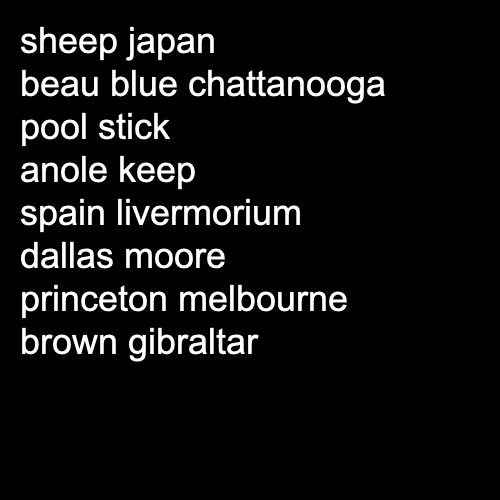 sheep japan
beau blue chattanooga
pool stick
anole keep
spain livermorium
dallas moore
princeton melbourne
brown gibraltar